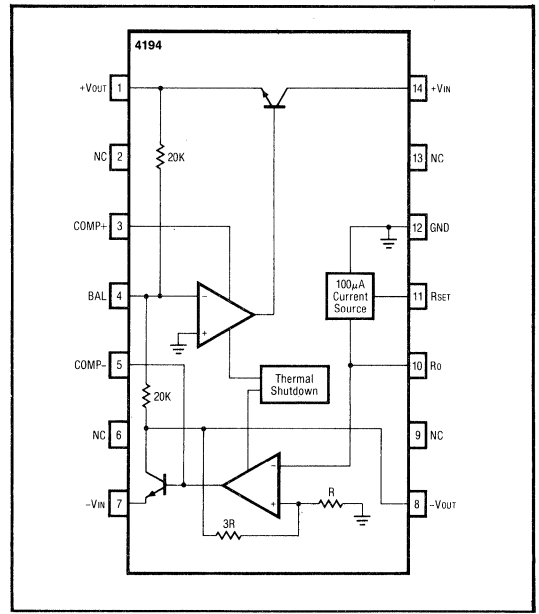 4194
+VOUT 1
14 +VIN
NC 2
13 NC
20K
COMP+ 3
12 GND
BAL 4
−
+
100µA
Current
Source
11 RSET
COMP− 5
Thermal
Shutdown
10 RO
20K
NC 6
9 NC
−
+
R
−VIN 7
8 −VOUT
3R